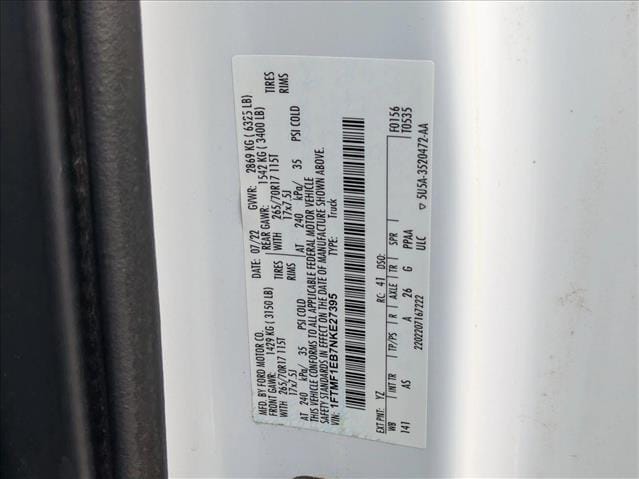 MFD. BY FORD MOTOR CO.
DATE: 07/22 GVWR: 2869 KG ( 6325 LB)
FRONT GAWR: 1429 KG ( 3150 LB) REAR GAWR: 1542 KG ( 3400 LB)
WITH 265/70R17 115T TIRES WITH 265/70R17 115T TIRES
17x7.5J RIMS 17x7.5J RIMS
AT 240 kPa/ 35 PSI COLD AT 240 kPa/ 35 PSI COLD
THIS VEHICLE CONFORMS TO ALL APPLICABLE FEDERAL MOTOR VEHICLE
SAFETY STANDARDS IN EFFECT ON THE DATE OF MANUFACTURE SHOWN ABOVE.
VIN: 1FTMF1EB7NKE27395 TYPE: Truck
EXT PNT: YZ RC: 41 DSO: F0156
WB INT TR TP/PS R AXLE TR SPR T0535
141 AS A 26 G PPAA
ULC
220220716722​2 ▽ 5U5A-3520472-AA